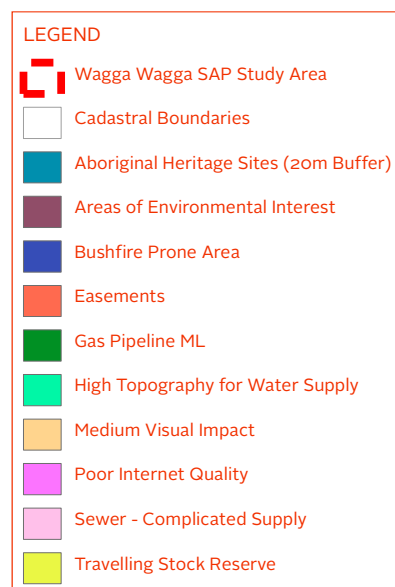 LEGEND
Wagga Wagga SAP Study Area
Cadastral Boundaries
Aboriginal Heritage Sites (20m Buffer)
Areas of Environmental Interest
Bushfire Prone Area
Easements
Gas Pipeline ML
High Topography for Water Supply
Medium Visual Impact
Poor Internet Quality
Sewer - Complicated Supply
Travelling Stock Reserve